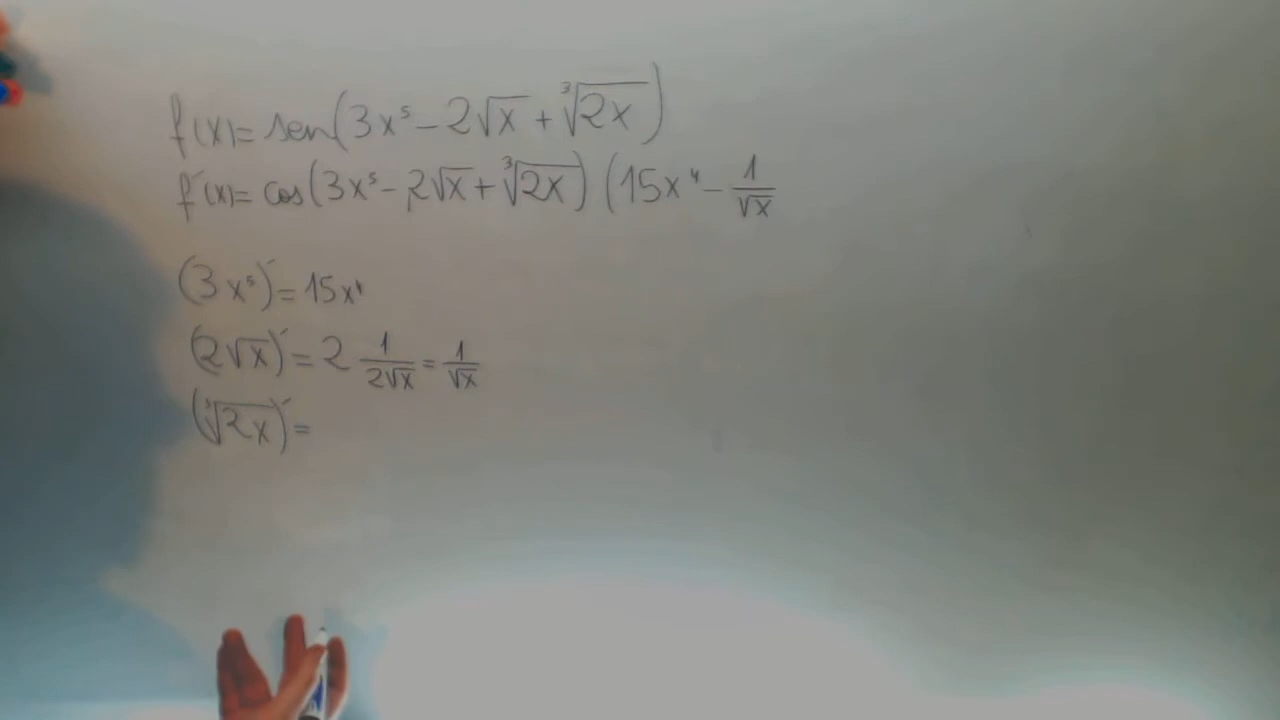 f(x)= sen(3x⁵ - 2√x + ∛(2x))
f´(x)= cos(3x⁵ - 2√x + ∛(2x)) (15x⁴ - 1/√x
(3x⁵)´= 15x⁴
(2√x)´= 2 1/(2√x) = 1/√x
(∛(2x))´=